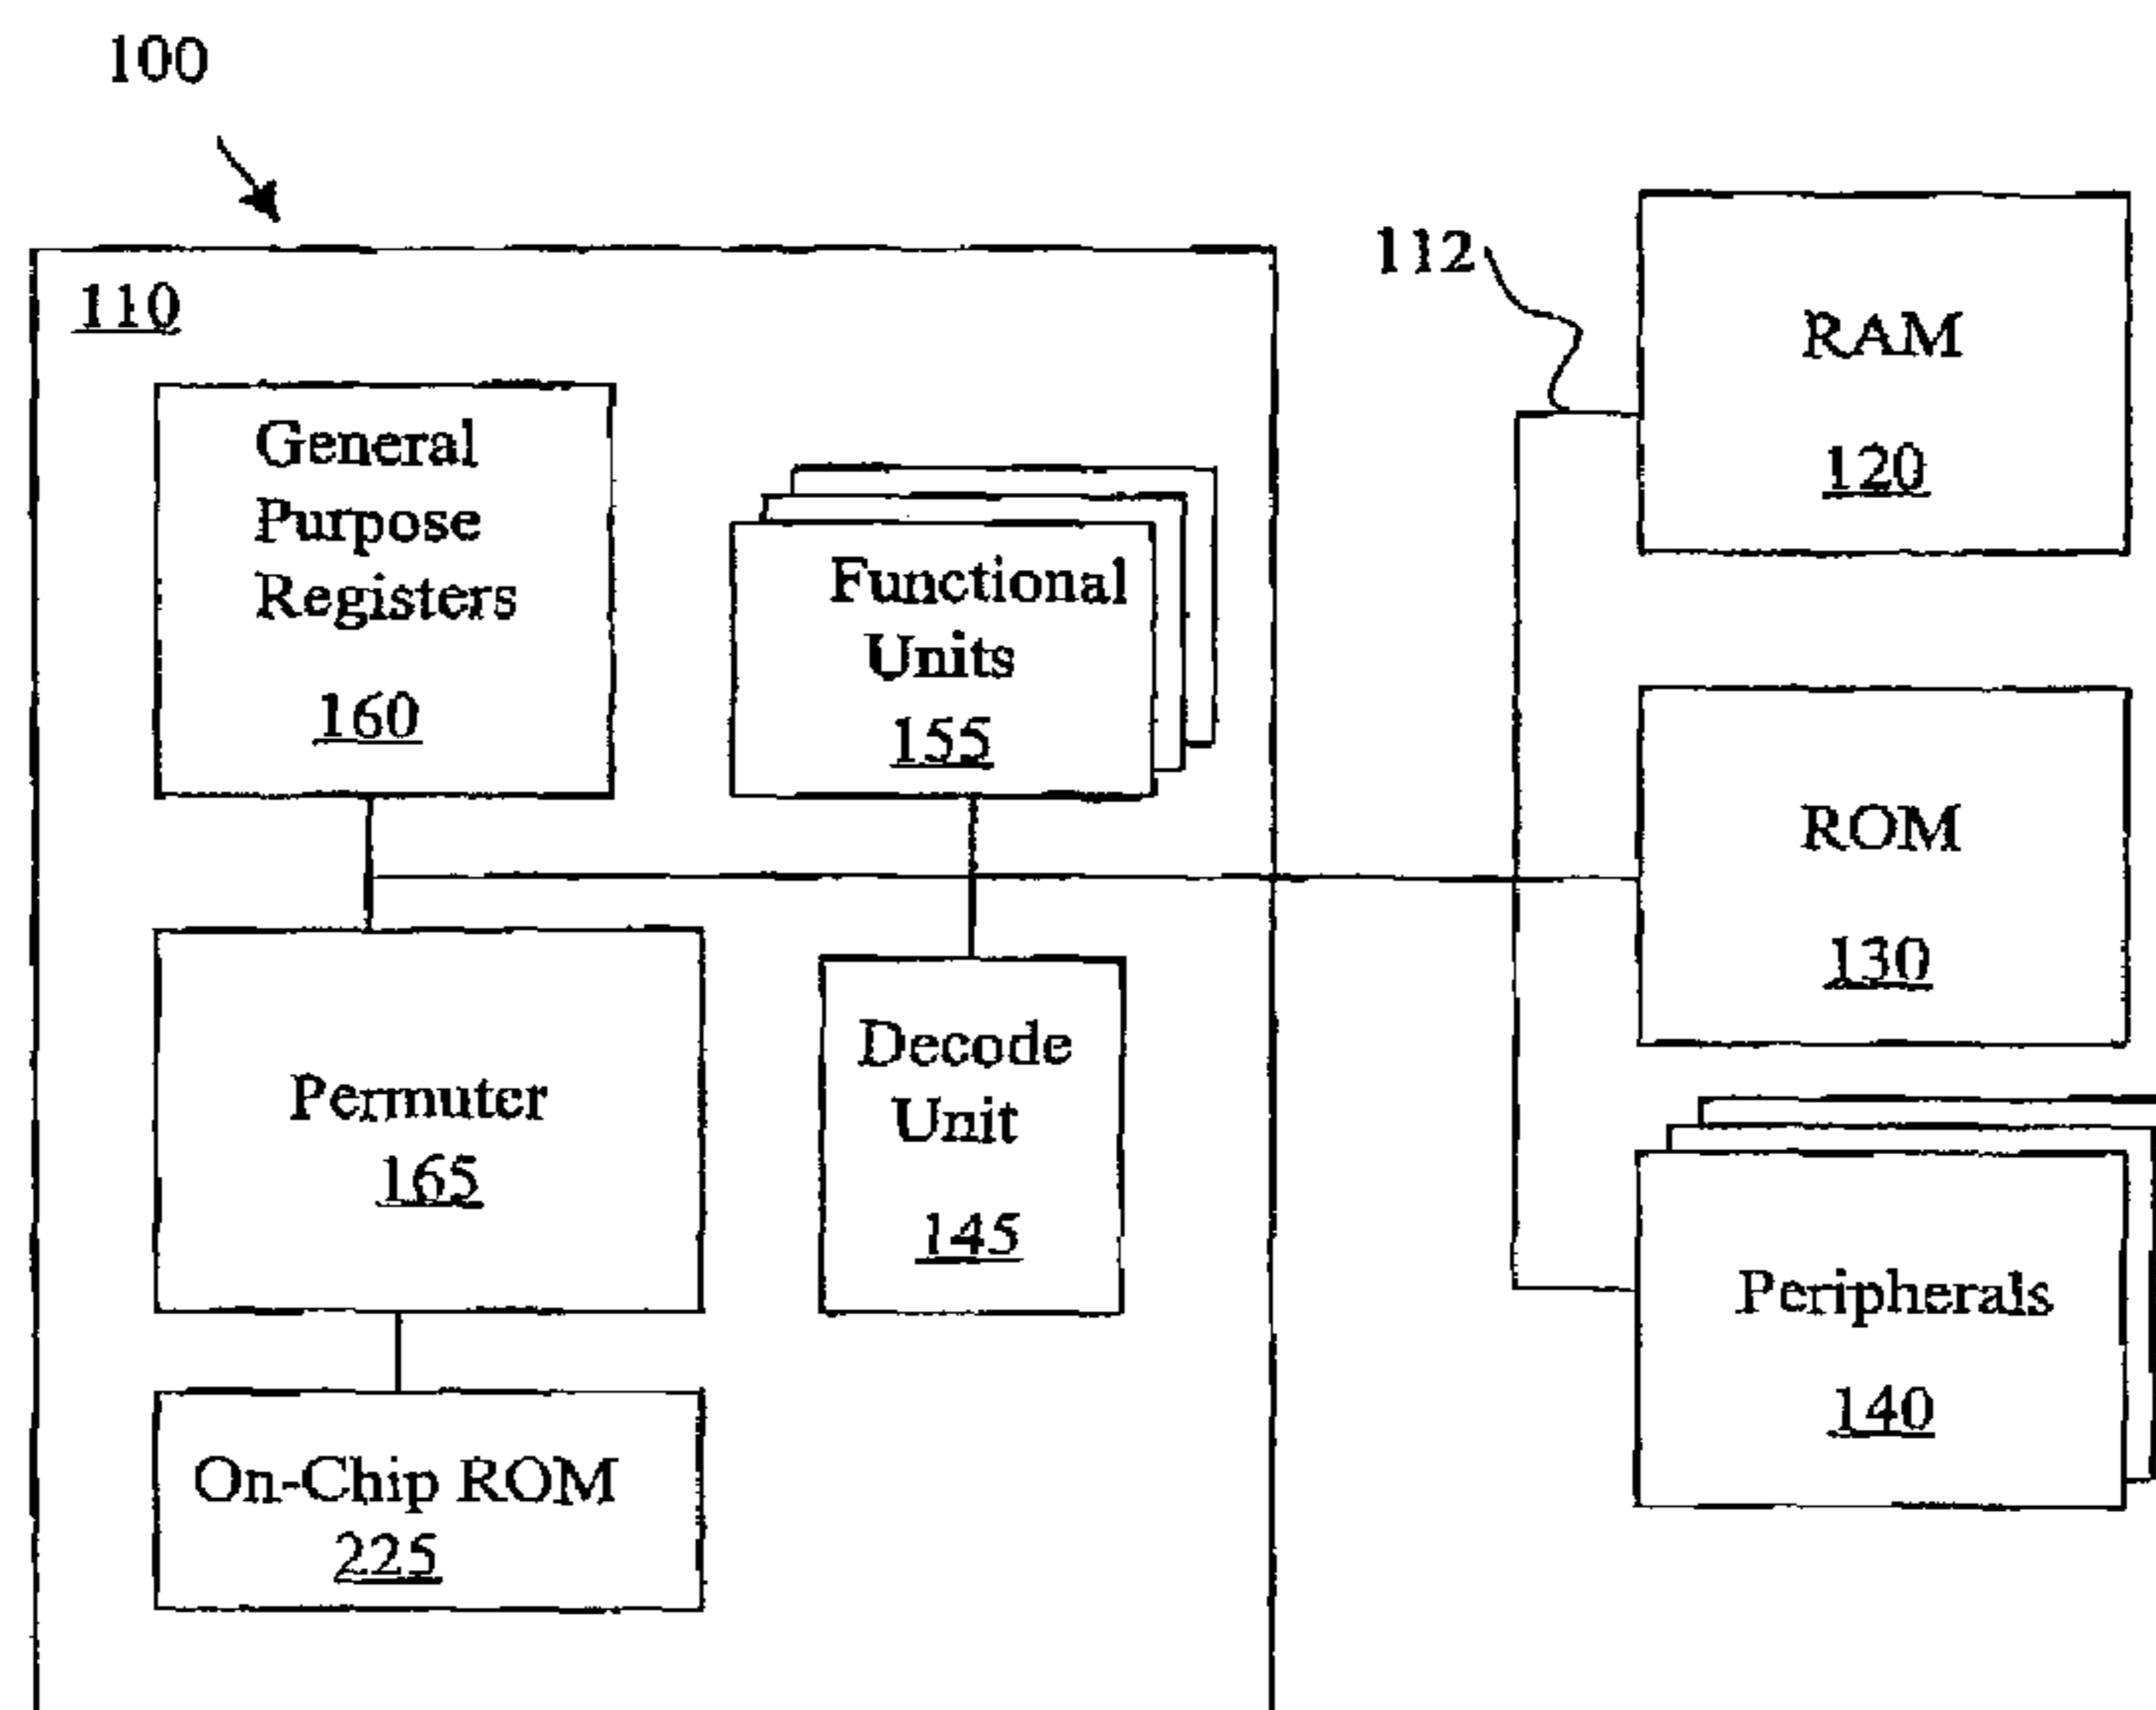 100
110
112
General
Purpose
Registers
160
Functional
Units
155
RAM
120
ROM
130
Permuter
165
Decode
Unit
145
Peripherals
140
On-Chip ROM
225